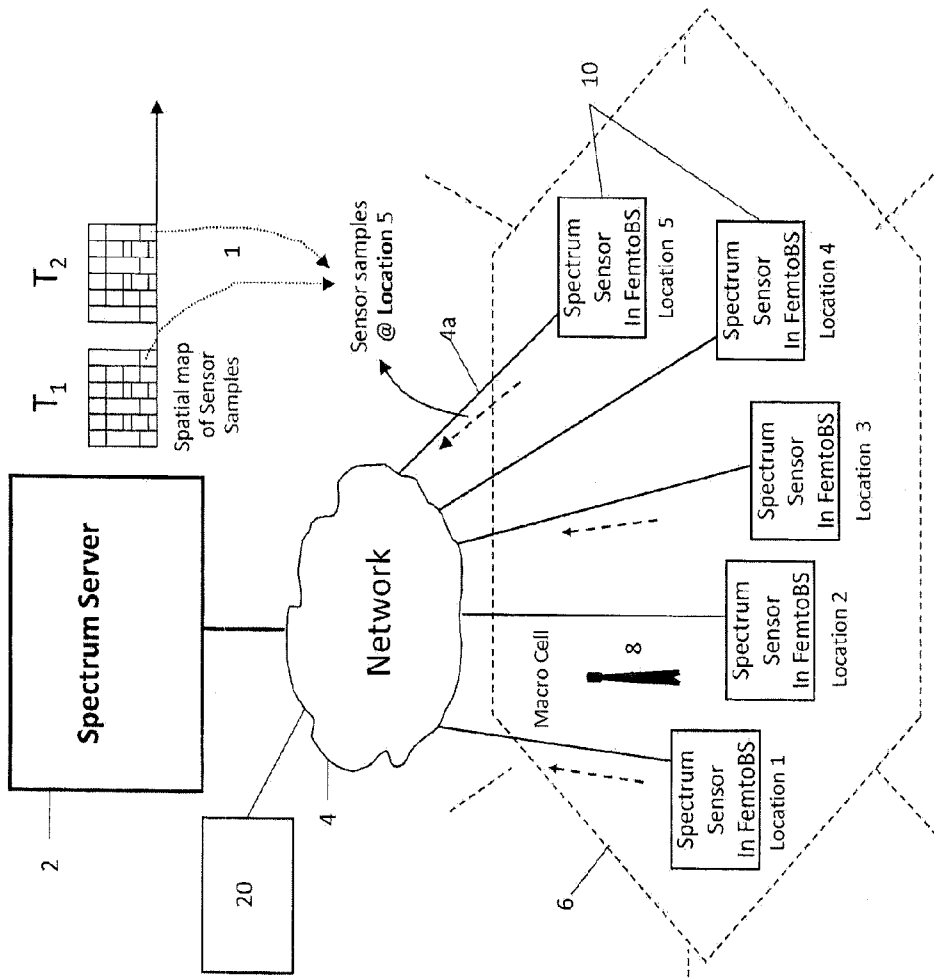 2
Spectrum Server
T1
T2
Spatial map
of Sensor
Samples
1
20
4
Network
Sensor samples
@ Location 5
4a
6
Macro Cell
8
10
Spectrum
Sensor
In FemtoBS
Location 1
Spectrum
Sensor
In FemtoBS
Location 2
Spectrum
Sensor
In FemtoBS
Location 3
Spectrum
Sensor
In FemtoBS
Location 4
Spectrum
Sensor
In FemtoBS
Location 5